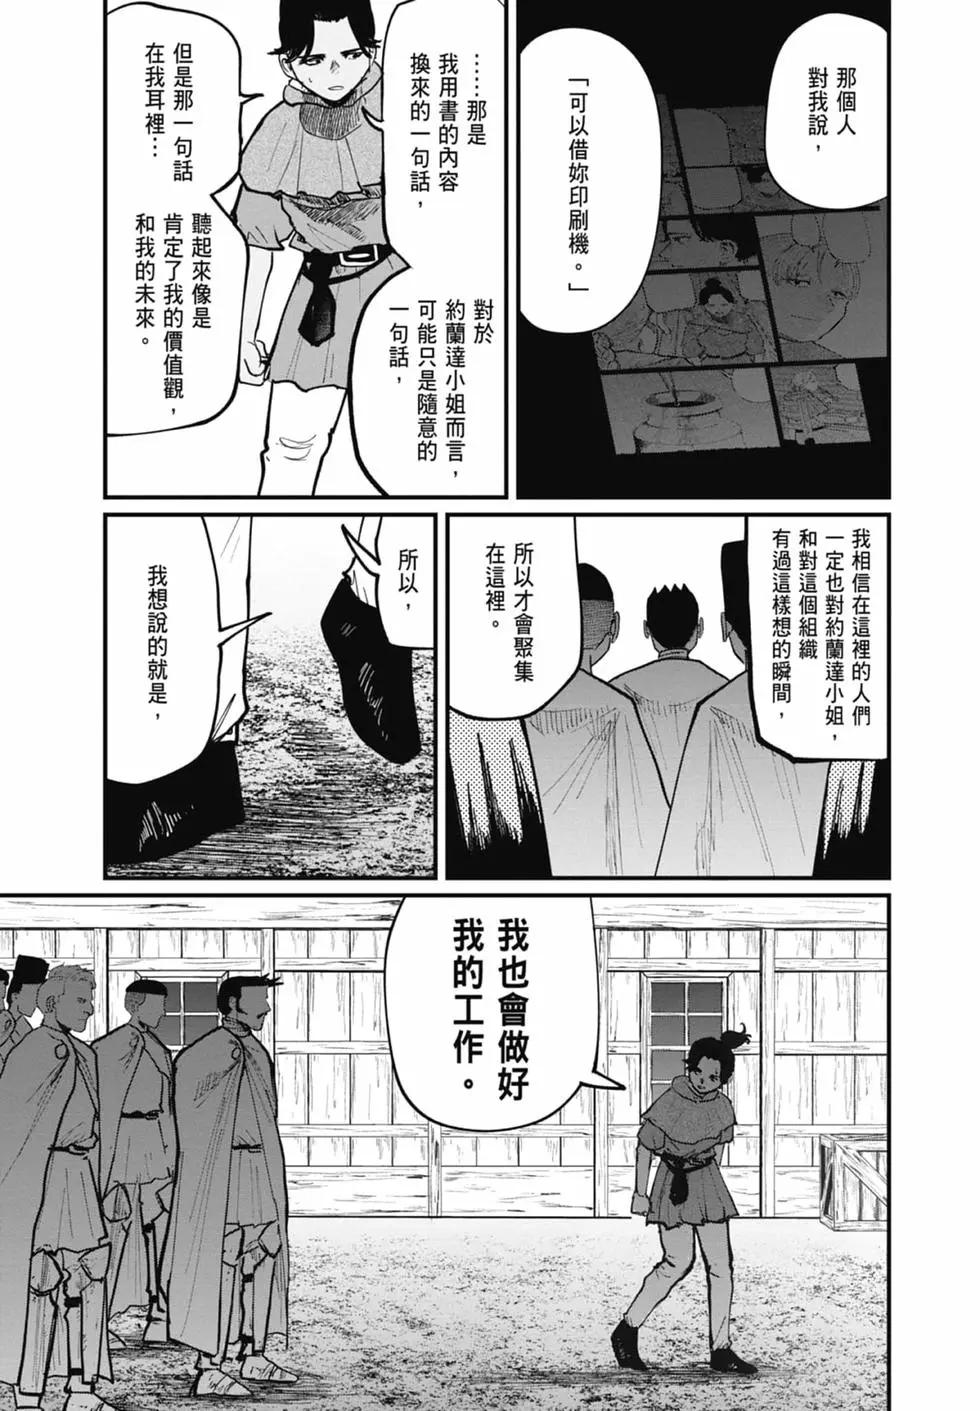 那個人
對我說，
「可以借妳印刷機。」
……那是
我用書的內容
換來的一句話，
對於
約蘭達小姐而言，
可能只是隨意的
一句話，
但是那一句話
在我耳裡…
聽起來像是
肯定了我的價值觀，
和我的未來。
我相信在這裡的人們
一定也對約蘭達小姐，
和對這個組織
有過這樣想的瞬間，
所以才會聚集
在這裡。
所以，
我想說的就是，
我也會做好
我的工作。